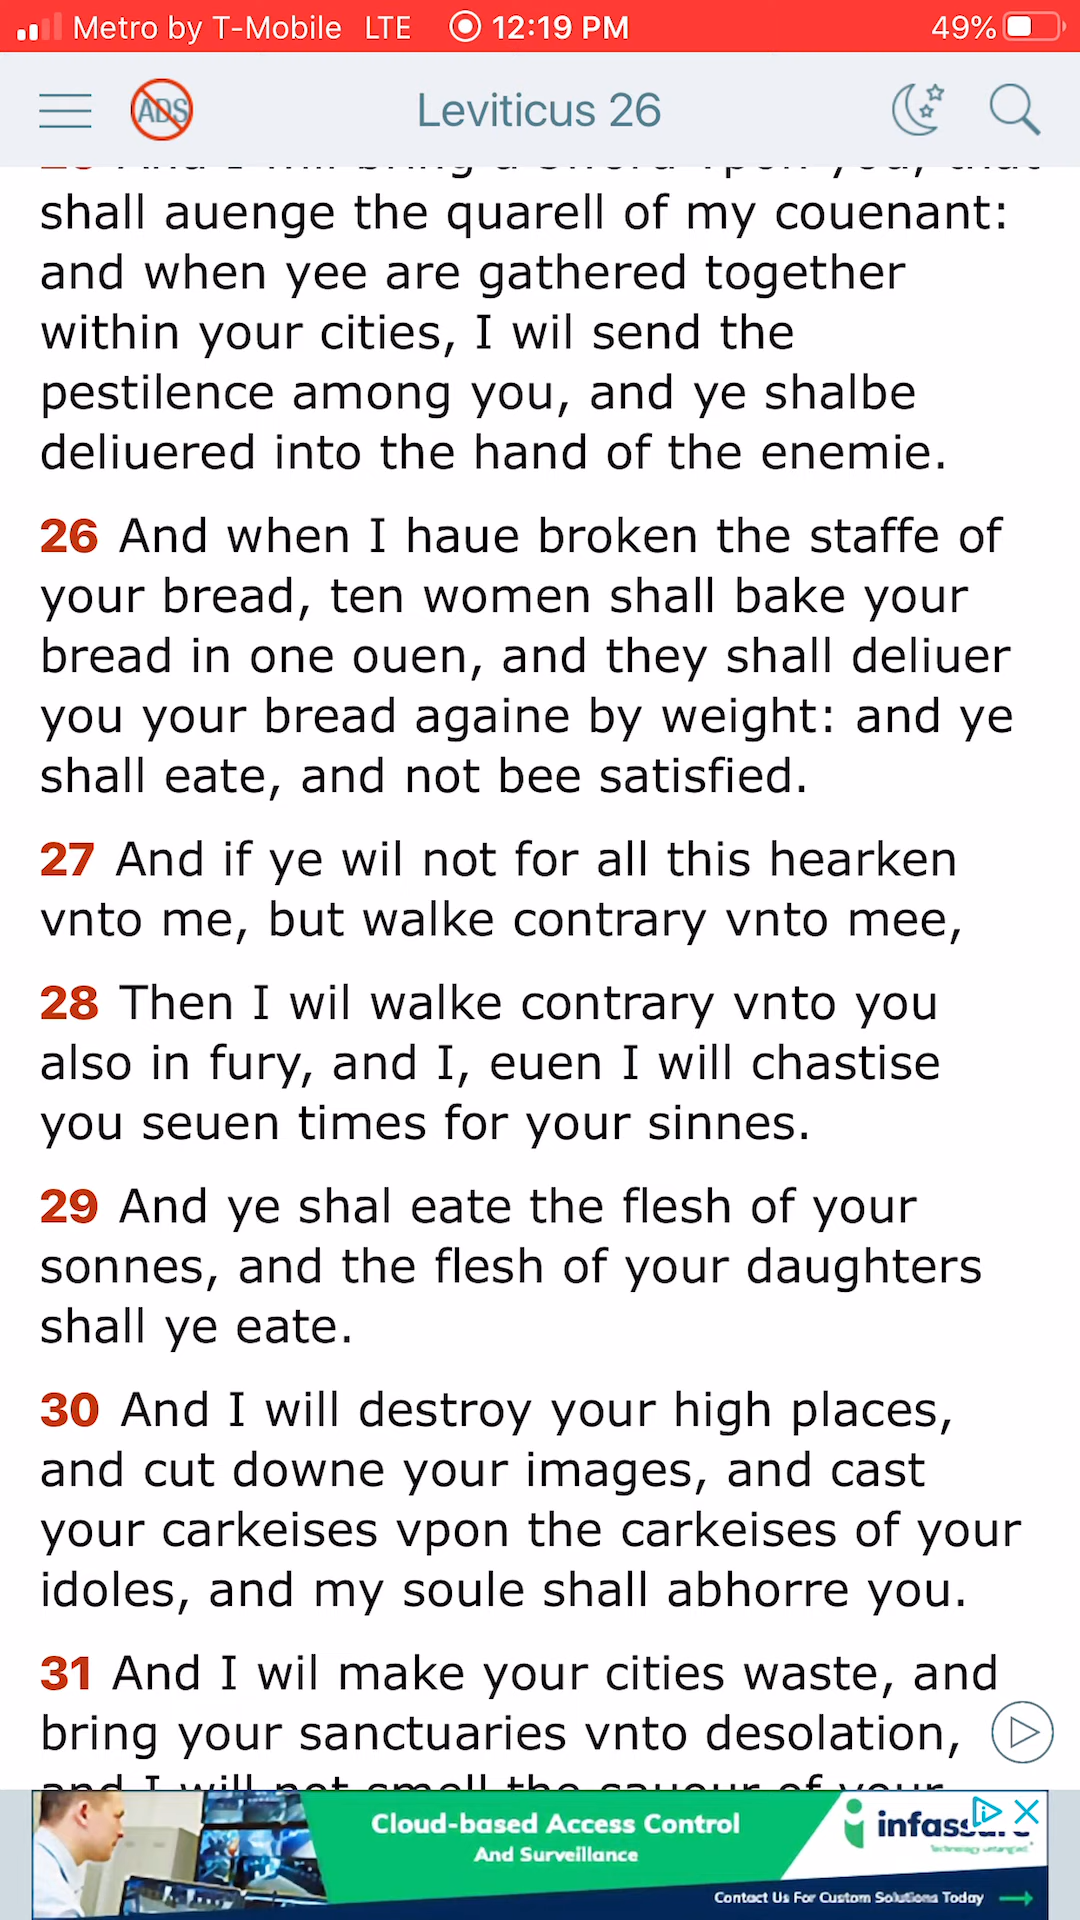 Metro by T-Mobile LTE 12:19 PM 49%
ADS Leviticus 26
shall auenge the quarell of my couenant:
and when yee are gathered together
within your cities, I wil send the
pestilence among you, and ye shalbe
deliuered into the hand of the enemie.
26 And when I haue broken the staffe of
your bread, ten women shall bake your
bread in one ouen, and they shall deliuer
you your bread againe by weight: and ye
shall eate, and not bee satisfied.
27 And if ye wil not for all this hearken
vnto me, but walke contrary vnto mee,
28 Then I wil walke contrary vnto you
also in fury, and I, euen I will chastise
you seuen times for your sinnes.
29 And ye shal eate the flesh of your
sonnes, and the flesh of your daughters
shall ye eate.
30 And I will destroy your high places,
and cut downe your images, and cast
your carkeises vpon the carkeises of your
idoles, and my soule shall abhorre you.
31 And I wil make your cities waste, and
bring your sanctuaries vnto desolation,
and I will not smell the sauour of your
Cloud-based Access Control
And Surveillance
Contact Us For Custom Solutions Today